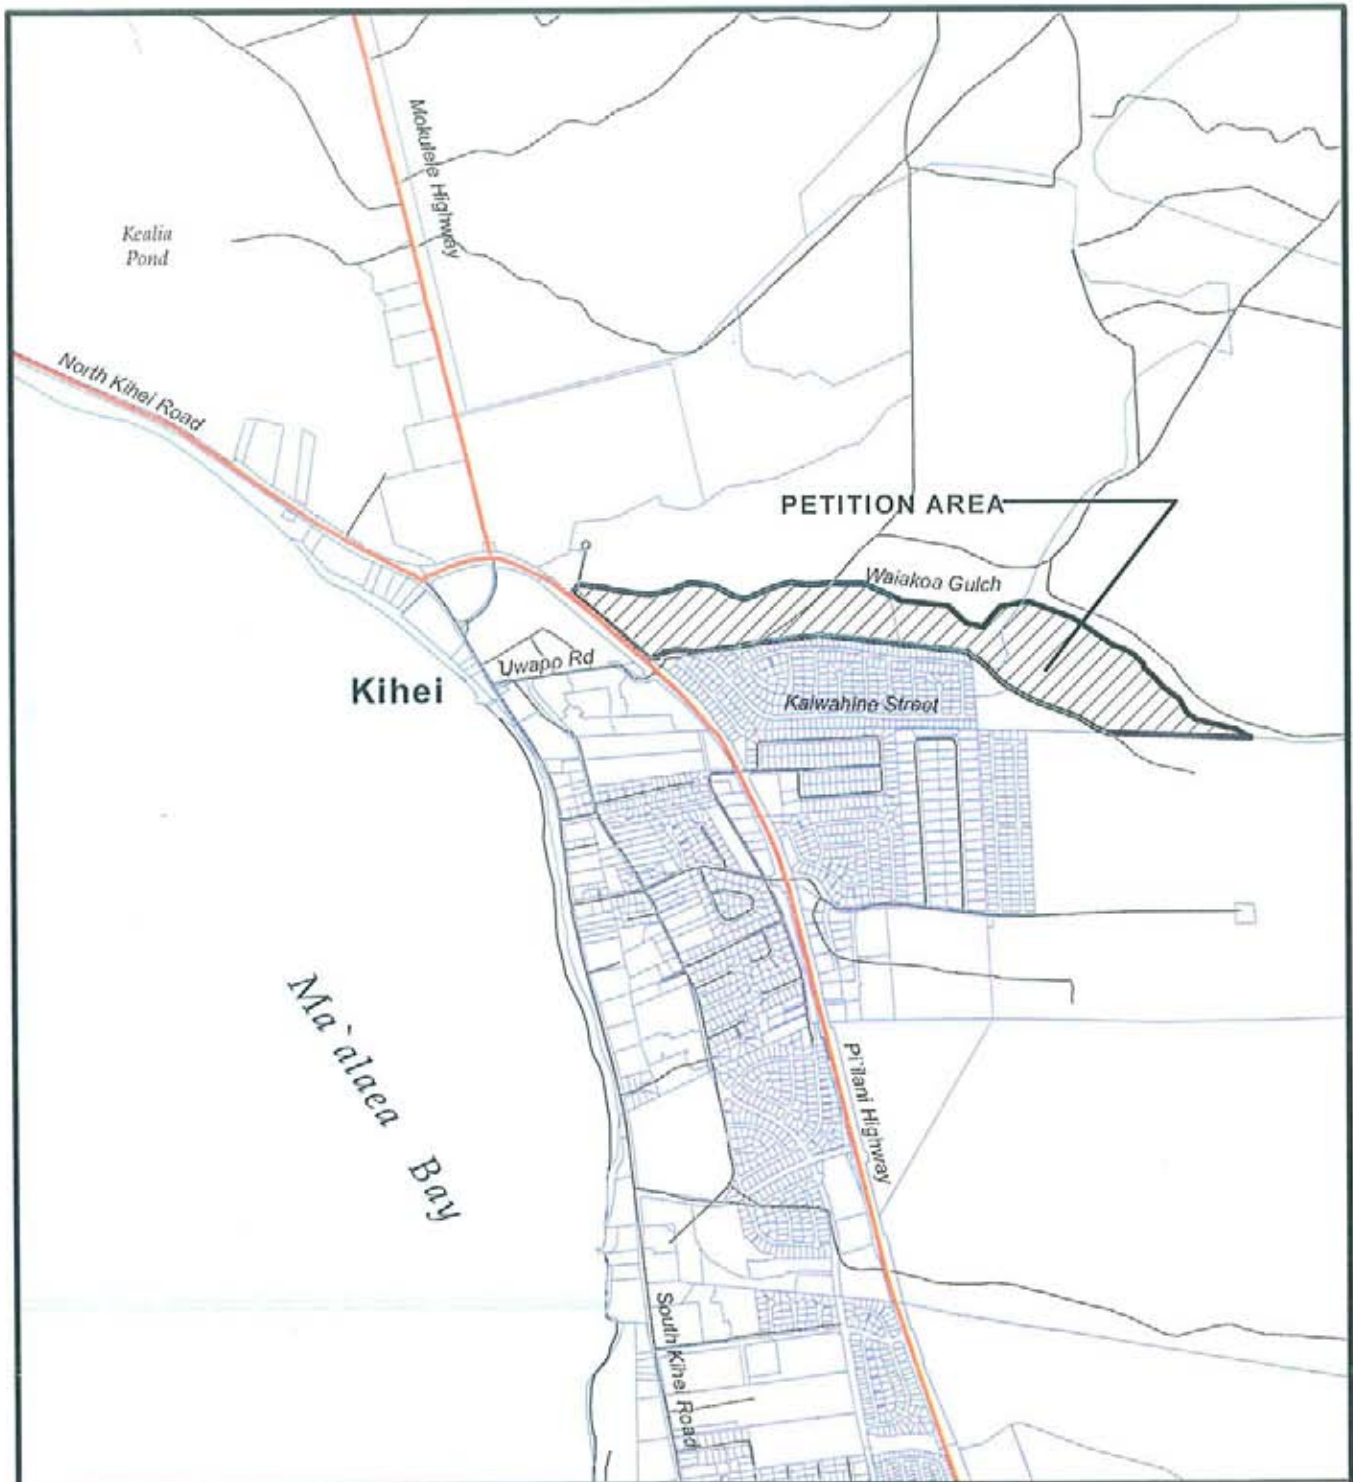 Mokulele Highway
Kealia
Pond
North Kihei Road
PETITION AREA
Waiakoa Gulch
Uwapo Rd
Kihei
Kaiwahine Street
Ma`alaea Bay
Pi`ilani Highway
South Kihei Road